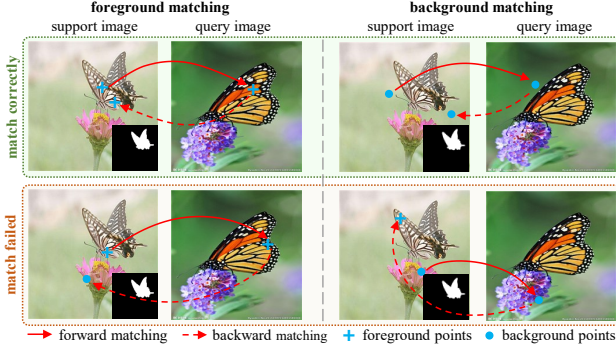 foreground matching
background matching
support image
query image
support image
query image
match correctly
match failed
forward matching
backward matching
foreground points
background points